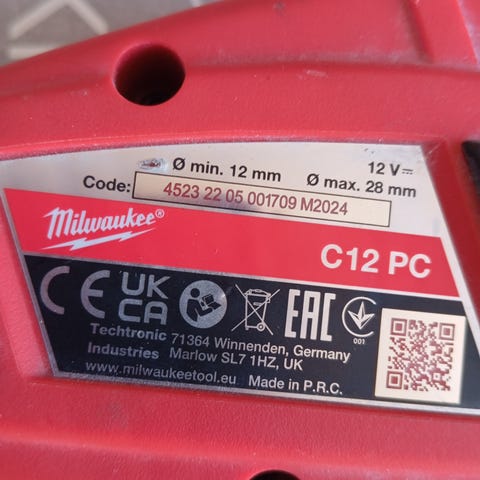 Ø min. 12 mm 12 V⎓
Code: 4523 22 05 001709 M2024 Ø max. 28 mm
Milwaukee®
C12 PC
CE UK CA EAC 001
Techtronic 71364 Winnenden, Germany
Industries Marlow SL7 1HZ, UK
www.milwaukeetool.eu Made in P.R.C.